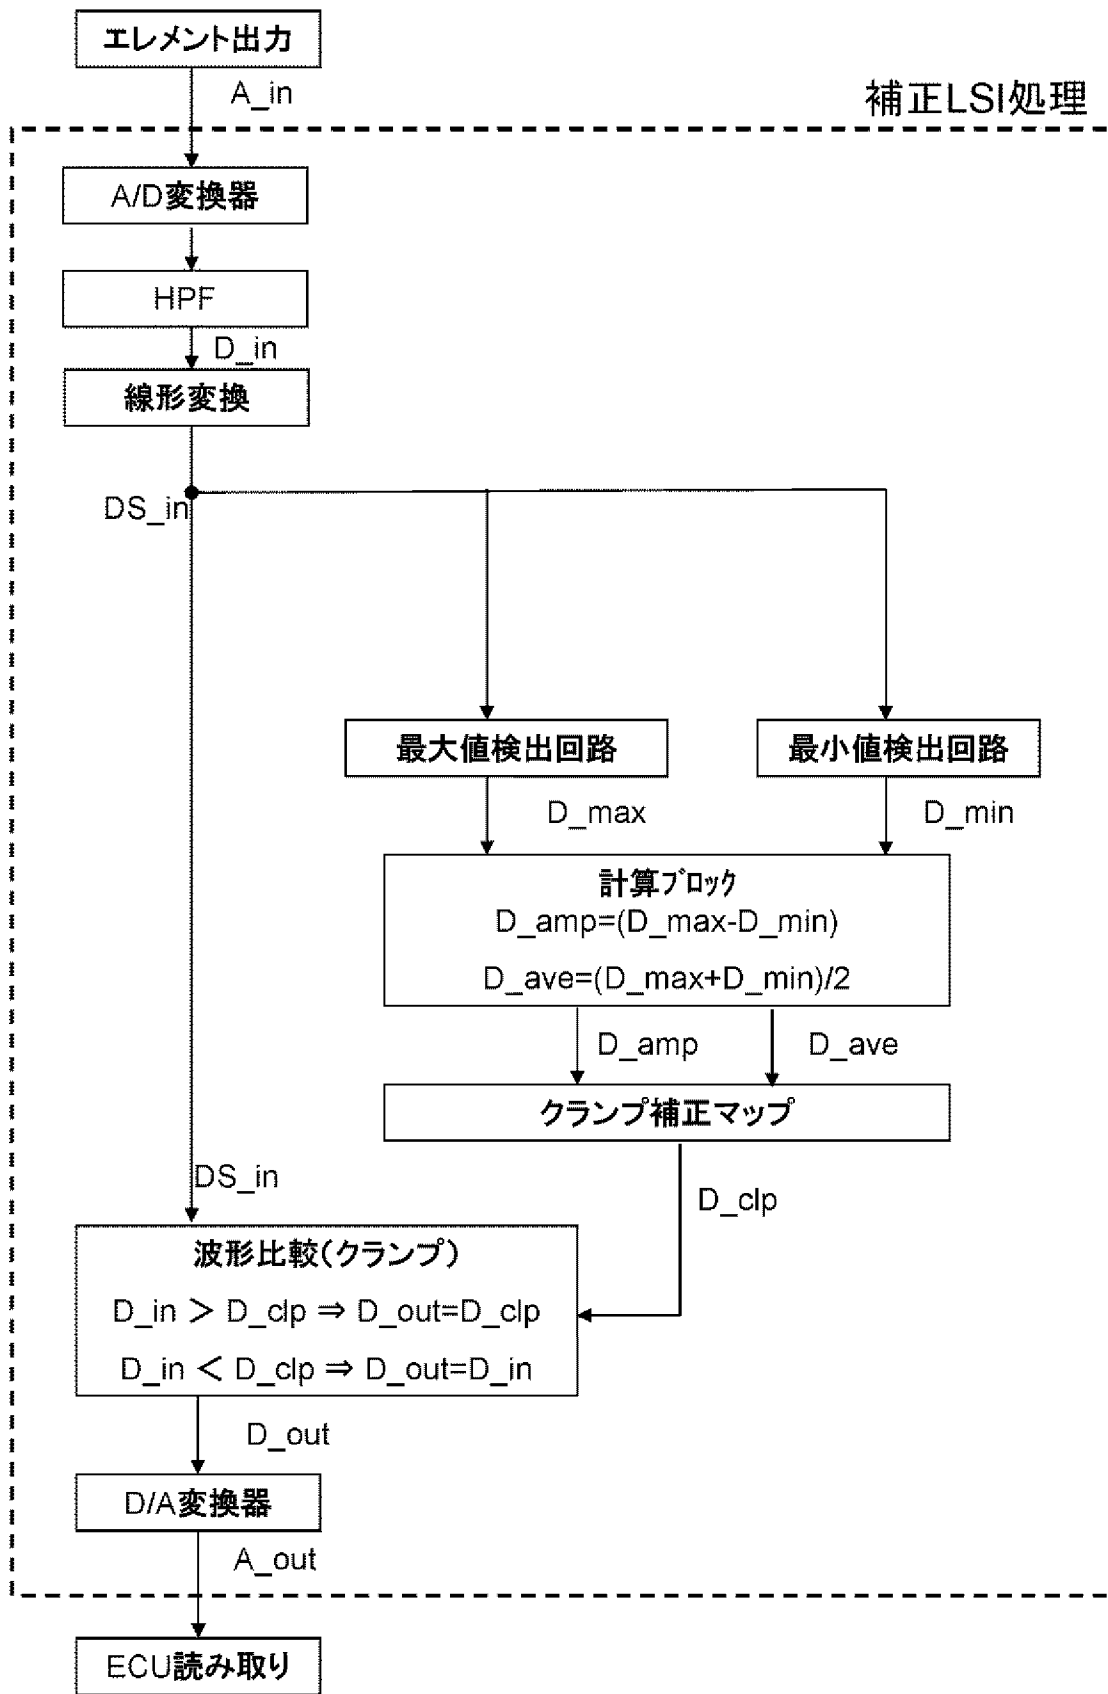 エレメント出力
A_in
補正LSI処理
A/D変換器
HPF
D_in
線形変換
DS_in
最大値検出回路
最小値検出回路
D_max
D_min
計算ブロック
D_amp=(D_max-D_min)
D_ave=(D_max+D_min)/2
D_amp
D_ave
クランプ補正マップ
DS_in
D_clp
波形比較(クランプ)
D_in > D_clp ⇒ D_out=D_clp
D_in < D_clp ⇒ D_out=D_in
D_out
D/A変換器
A_out
ECU読み取り